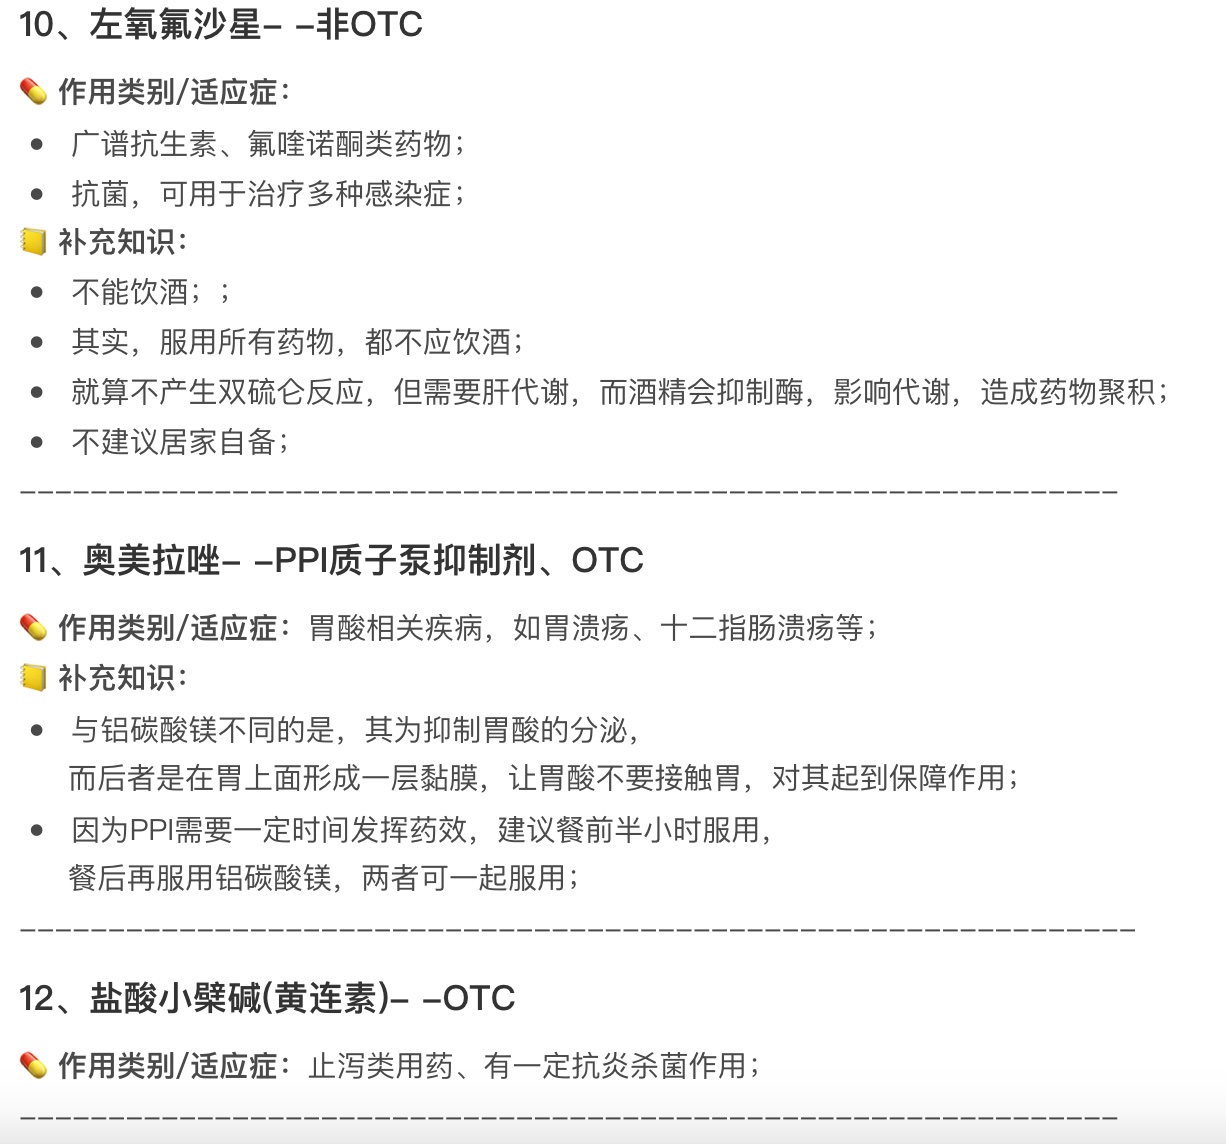 10、左氧氟沙星- -非OTC
💊 作用类别/适应症：
• 广谱抗生素、氟喹诺酮类药物；
• 抗菌，可用于治疗多种感染症；
📒 补充知识：
• 不能饮酒；；
• 其实，服用所有药物，都不应饮酒；
• 就算不产生双硫仑反应，但需要肝代谢，而酒精会抑制酶，影响代谢，造成药物聚积；
• 不建议居家自备；
–––––––––––––––––––––––––––––––––––––––––––––––––––––––––––––
11、奥美拉唑- -PPI质子泵抑制剂、OTC
💊 作用类别/适应症：胃酸相关疾病，如胃溃疡、十二指肠溃疡等；
📒 补充知识：
• 与铝碳酸镁不同的是，其为抑制胃酸的分泌，
而后者是在胃上面形成一层黏膜，让胃酸不要接触胃，对其起到保障作用；
• 因为PPI需要一定时间发挥药效，建议餐前半小时服用，
餐后再服用铝碳酸镁，两者可一起服用；
––––––––––––––––––––––––––––––––––––––––––––––––––––––––––––––
12、盐酸小檗碱(黄连素)- -OTC
💊 作用类别/适应症：止泻类用药、有一定抗炎杀菌作用；
–––––––––––––––––––––––––––––––––––––––––––––––––––––––––––––